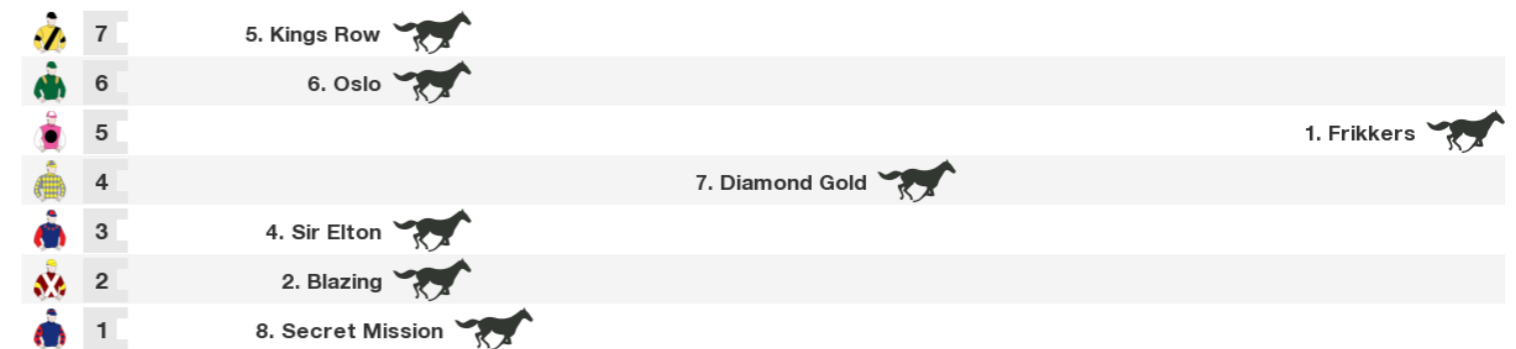 7 5. Kings Row
6 6. Oslo
5 1. Frikkers
4 7. Diamond Gold
3 4. Sir Elton
2 2. Blazing
1 8. Secret Mission